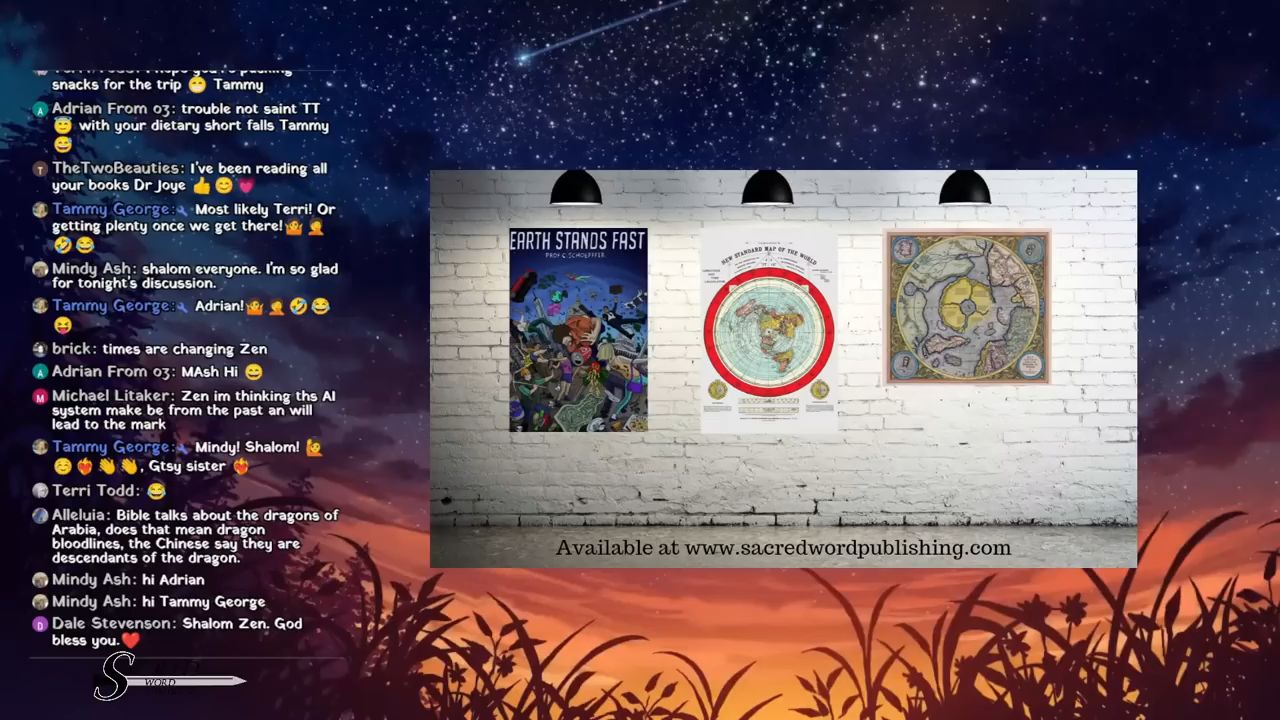 snacks for the trip 😁 Tammy
Adrian From 03: trouble not saint TT
😇 with your dietary short falls Tammy
😅
TheTwoBeauties: I've been reading all
your books Dr Joye 👍😊💗
Tammy George: Most likely Terri! Or
getting plenty once we get there!🤷🤦
🤣😂
Mindy Ash: shalom everyone. I'm so glad
for tonight's discussion.
Tammy George: Adrian!🤷🤦🤣😂
😝
brick: times are changing Zen
Adrian From 03: MAsh Hi 😄
Michael Litaker: Zen im thinking ths AI
system make be from the past an will
lead to the mark
Tammy George: Mindy! Shalom! 🙋
☺️❤️‍🔥👏👏, Gtsy sister ❤️‍🔥
Terri Todd: 😂
Alleluia: Bible talks about the dragons of
Arabia, does that mean dragon
bloodlines, the Chinese say they are
descendants of the dragon.
Mindy Ash: hi Adrian
Mindy Ash: hi Tammy George
Dale Stevenson: Shalom Zen. God
bless you.❤️
S
WORD
EARTH STANDS FAST
PROF C. SCHOEPFFER
NEW STANDARD MAP OF THE WORLD
Available at www.sacredwordpublishing.com